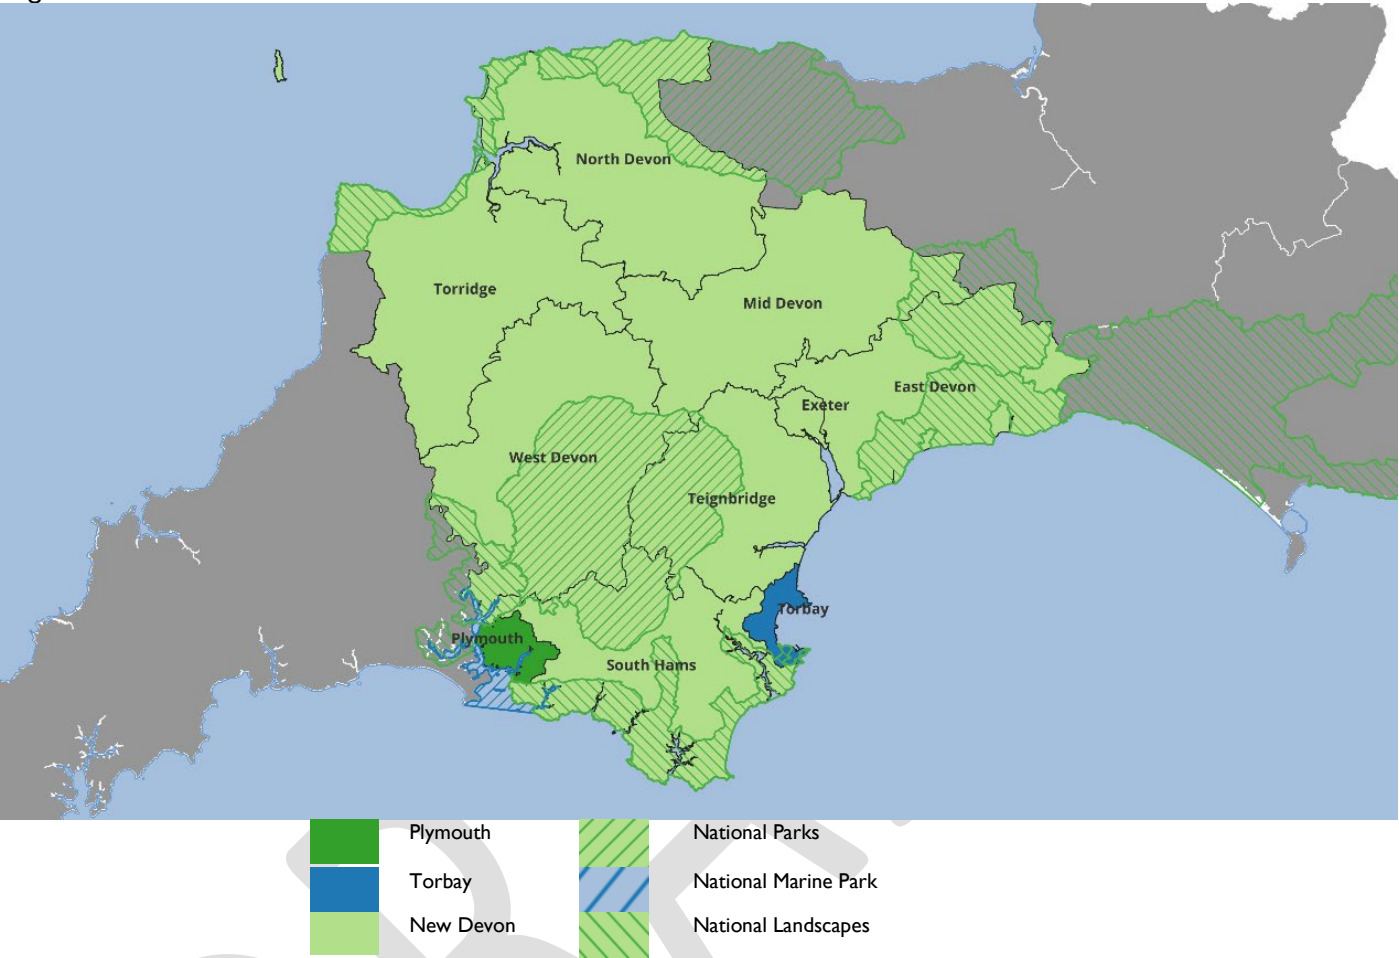 North Devon
Torridge
Mid Devon
East Devon
Exeter
West Devon
Teignbridge
Torbay
Plymouth
South Hams
Plymouth National Parks
Torbay National Marine Park
New Devon National Landscapes